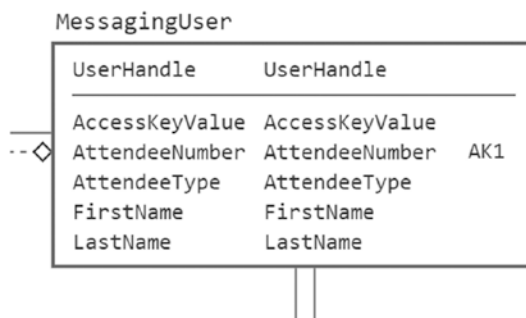 MessagingUser
UserHandle UserHandle
AccessKeyValue AccessKeyValue
AttendeeNumber AttendeeNumber AK1
AttendeeType AttendeeType
FirstName FirstName
LastName LastName